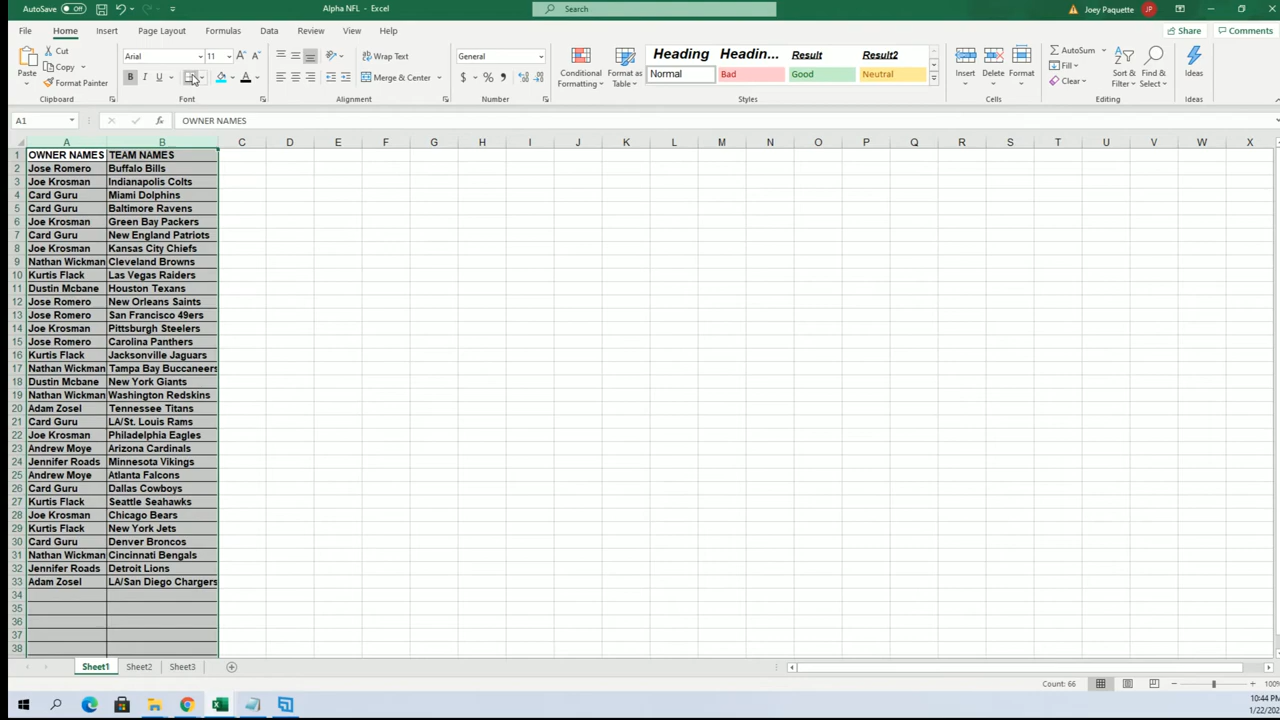 AutoSave Off Alpha NFL - Excel Search Joey Paquette JP
File Home Insert Page Layout Formulas Data Review View Help Share Comments
Paste Cut Copy Format Painter Clipboard
Arial 11 B I U A Font
Wrap Text Merge & Center Alignment
General $ % Number
Conditional Formatting Format as Table
Heading Headin... Result Result2
Normal Bad Good Neutral
Styles
Insert Delete Format Cells
AutoSum Fill Clear Sort & Filter Find & Select Editing
Ideas Ideas
A1 fx OWNER NAMES
A B C D E F G H I J K L M N O P Q R S T U V W X
1 OWNER NAMES TEAM NAMES
2 Jose Romero Buffalo Bills
3 Joe Krosman Indianapolis Colts
4 Card Guru Miami Dolphins
5 Card Guru Baltimore Ravens
6 Joe Krosman Green Bay Packers
7 Card Guru New England Patriots
8 Joe Krosman Kansas City Chiefs
9 Nathan Wickman Cleveland Browns
10 Kurtis Flack Las Vegas Raiders
11 Dustin Mcbane Houston Texans
12 Jose Romero New Orleans Saints
13 Jose Romero San Francisco 49ers
14 Joe Krosman Pittsburgh Steelers
15 Jose Romero Carolina Panthers
16 Kurtis Flack Jacksonville Jaguars
17 Nathan Wickman Tampa Bay Buccaneers
18 Dustin Mcbane New York Giants
19 Nathan Wickman Washington Redskins
20 Adam Zosel Tennessee Titans
21 Card Guru LA/St. Louis Rams
22 Joe Krosman Philadelphia Eagles
23 Andrew Moye Arizona Cardinals
24 Jennifer Roads Minnesota Vikings
25 Andrew Moye Atlanta Falcons
26 Card Guru Dallas Cowboys
27 Kurtis Flack Seattle Seahawks
28 Joe Krosman Chicago Bears
29 Kurtis Flack New York Jets
30 Card Guru Denver Broncos
31 Nathan Wickman Cincinnati Bengals
32 Jennifer Roads Detroit Lions
33 Adam Zosel LA/San Diego Chargers
34
35
36
37
38
Sheet1 Sheet2 Sheet3
Count: 66 100%
10:44 PM
1/22/202